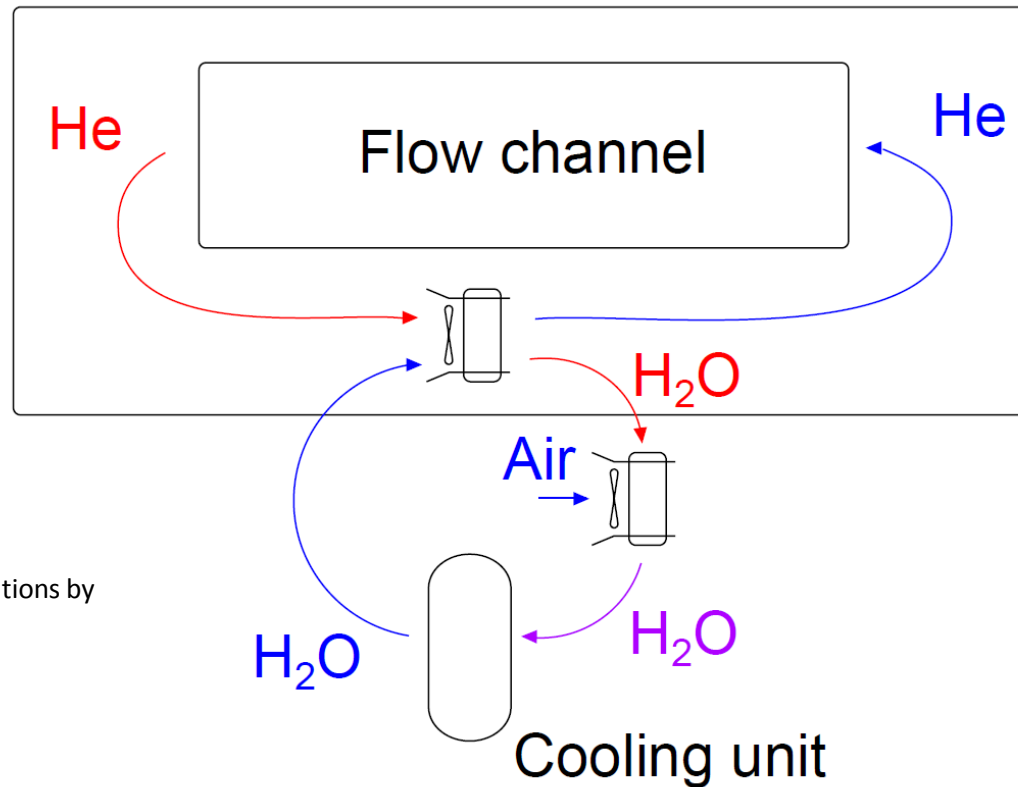 He
He
Flow channel
H₂O
Air
tions by
H₂O
H₂O
Cooling unit